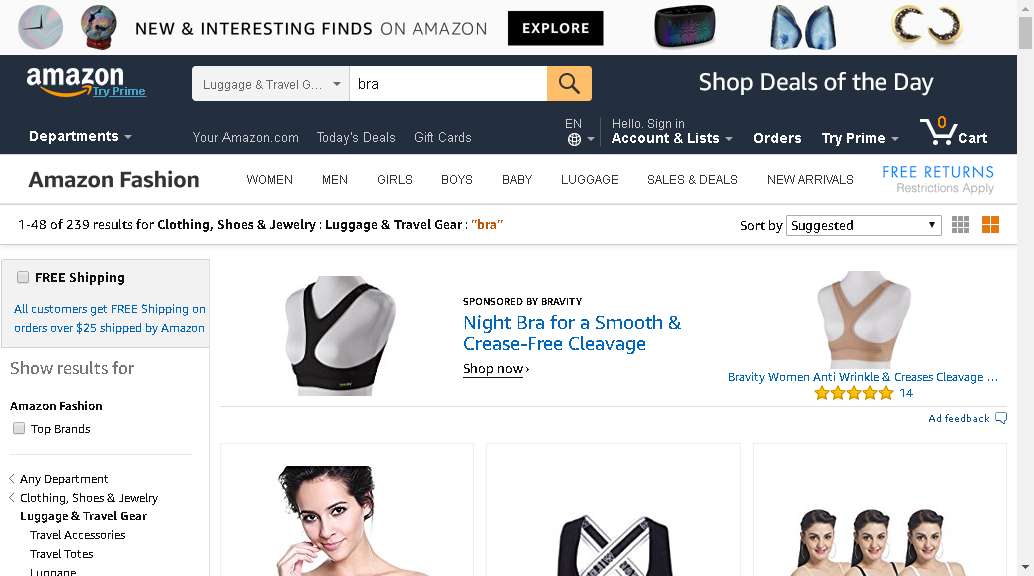 NEW & INTERESTING FINDS ON AMAZON EXPLORE
amazon
Try Prime
Luggage & Travel G...
bra
Shop Deals of the Day
Departments
Your Amazon.com Today's Deals Gift Cards
EN
Hello. Sign in
Account & Lists
Orders
Try Prime
0
Cart
Amazon Fashion
WOMEN MEN GIRLS BOYS BABY LUGGAGE SALES & DEALS NEW ARRIVALS
FREE RETURNS
Restrictions Apply
1-48 of 239 results for Clothing, Shoes & Jewelry : Luggage & Travel Gear : "bra"
Sort by Suggested
FREE Shipping
All customers get FREE Shipping on
orders over $25 shipped by Amazon
Show results for
Amazon Fashion
Top Brands
Any Department
Clothing, Shoes & Jewelry
Luggage & Travel Gear
Travel Accessories
Travel Totes
Luggage
SPONSORED BY BRAVITY
Night Bra for a Smooth &
Crease-Free Cleavage
Shop now ›
Bravity Women Anti Wrinkle & Creases Cleavage ...
14
Ad feedback